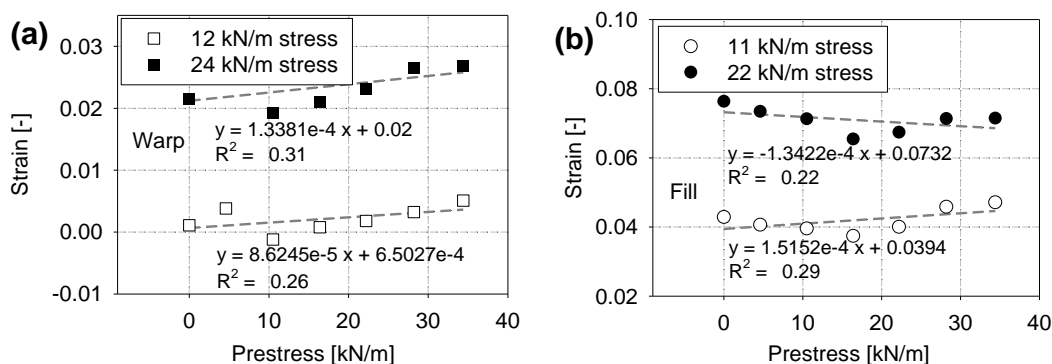 (a)
12 kN/m stress
24 kN/m stress
0.03
0.02
0.01
0.00
-0.01
Strain [-]
Warp
y = 1.3381e-4 x + 0.02
R² = 0.31
y = 8.6245e-5 x + 6.5027e-4
R² = 0.26
0 10 20 30 40
Prestress [kN/m]
(b)
11 kN/m stress
22 kN/m stress
0.10
0.08
0.06
0.04
0.02
Strain [-]
Fill
y = -1.3422e-4 x + 0.0732
R² = 0.22
y = 1.5152e-4 x + 0.0394
R² = 0.29
0 10 20 30 40
Prestress [kN/m]